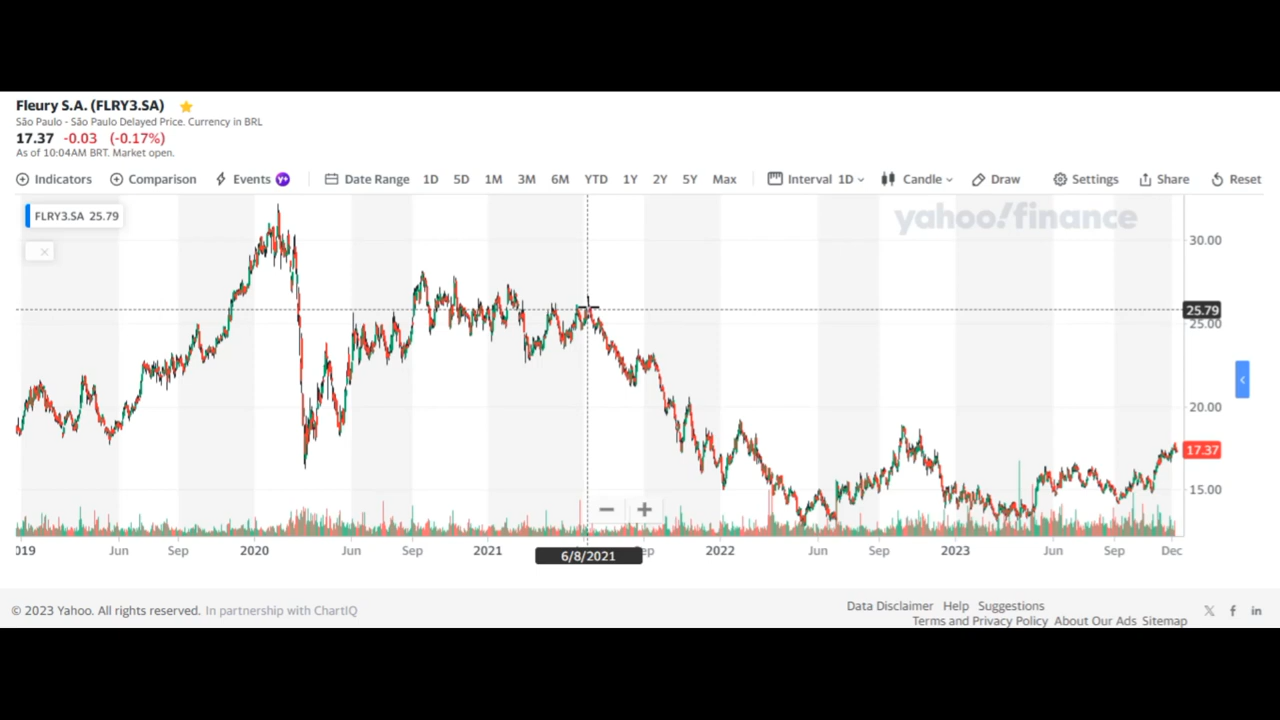 Fleury S.A. (FLRY3.SA)
São Paulo - São Paulo Delayed Price. Currency in BRL
17.37 -0.03 (-0.17%)
As of 10:04AM BRT. Market open.
Indicators Comparison Events Y+ Date Range 1D 5D 1M 3M 6M YTD 1Y 2Y 5Y Max Interval 1D Candle Draw Settings Share Reset
FLRY3.SA 25.79
yahoo!finance
30.00
25.79
25.00
20.00
17.37
15.00
019 Jun Sep 2020 Jun Sep 2021 6/8/2021 ep 2022 Jun Sep 2023 Jun Sep Dec
© 2023 Yahoo. All rights reserved. In partnership with ChartIQ
Data Disclaimer Help Suggestions
Terms and Privacy Policy About Our Ads Sitemap